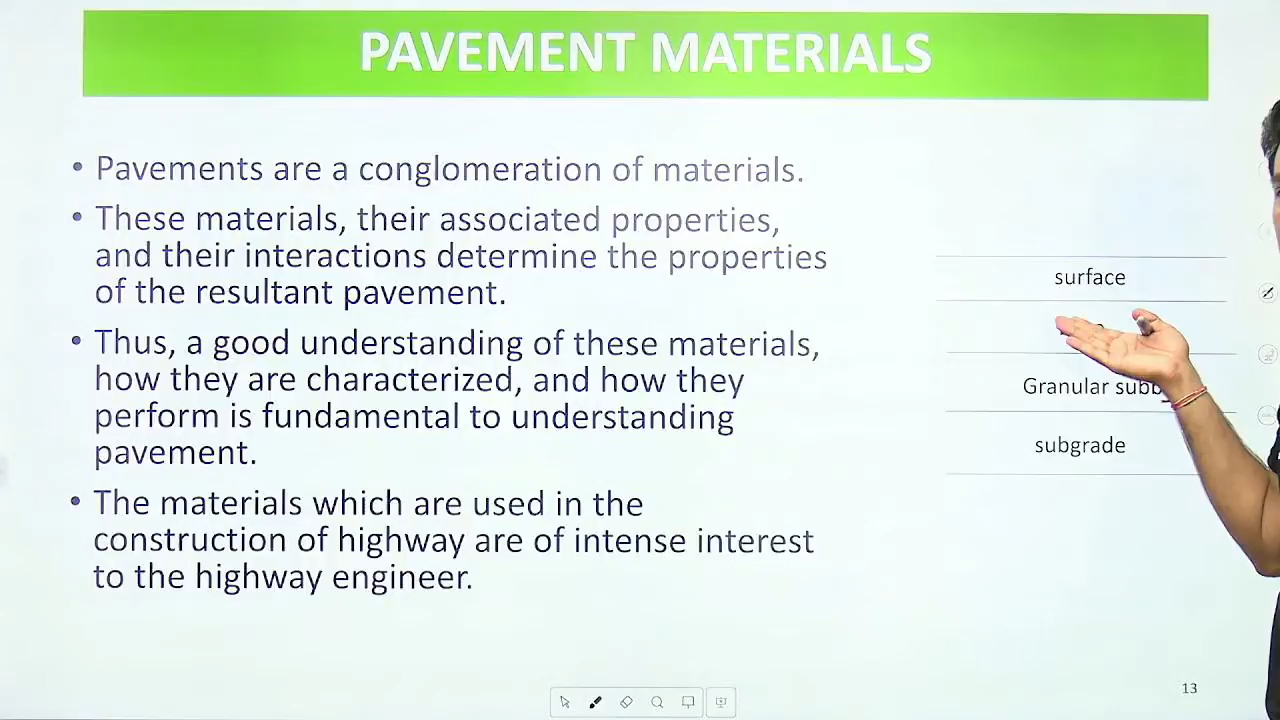 PAVEMENT MATERIALS
• Pavements are a conglomeration of materials.
• These materials, their associated properties,
and their interactions determine the properties
of the resultant pavement.
• Thus, a good understanding of these materials,
how they are characterized, and how they
perform is fundamental to understanding
pavement.
• The materials which are used in the
construction of highway are of intense interest
to the highway engineer.
surface
Granular
subgrade
13